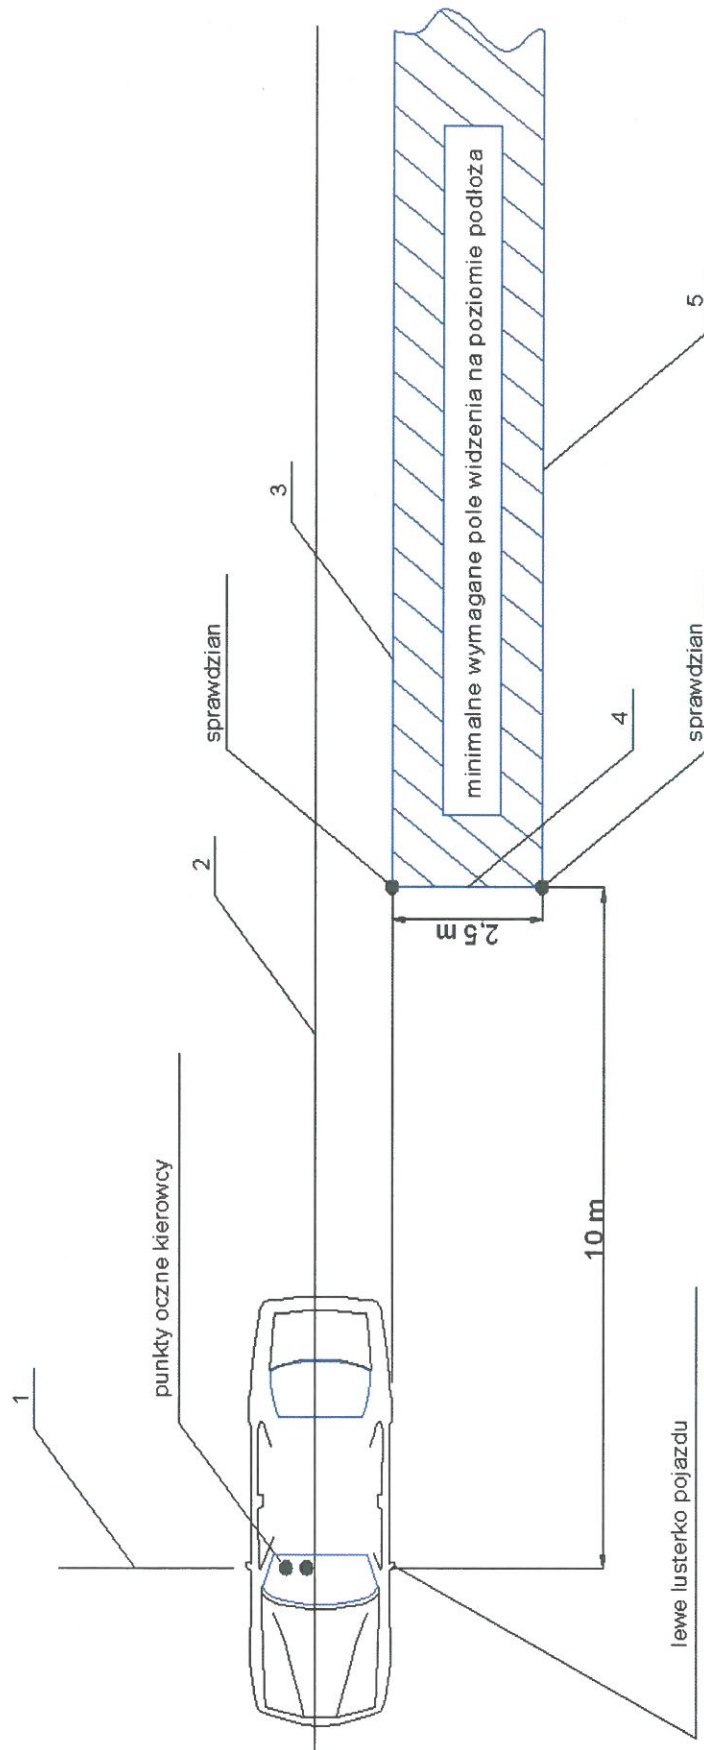 1
punkty oczne kierowcy
2
sprawdzian
3
minimalne wymagane pole widzenia na poziomie podłoża
2,5 m
4
10 m
lewe lusterko pojazdu
sprawdzian
5